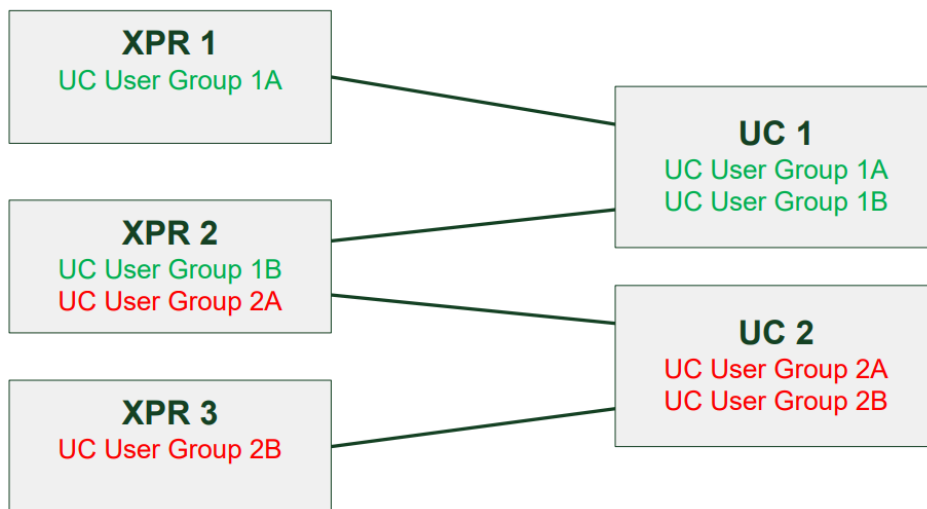 XPR 1
UC User Group 1A
XPR 2
UC User Group 1B
UC User Group 2A
XPR 3
UC User Group 2B
UC 1
UC User Group 1A
UC User Group 1B
UC 2
UC User Group 2A
UC User Group 2B